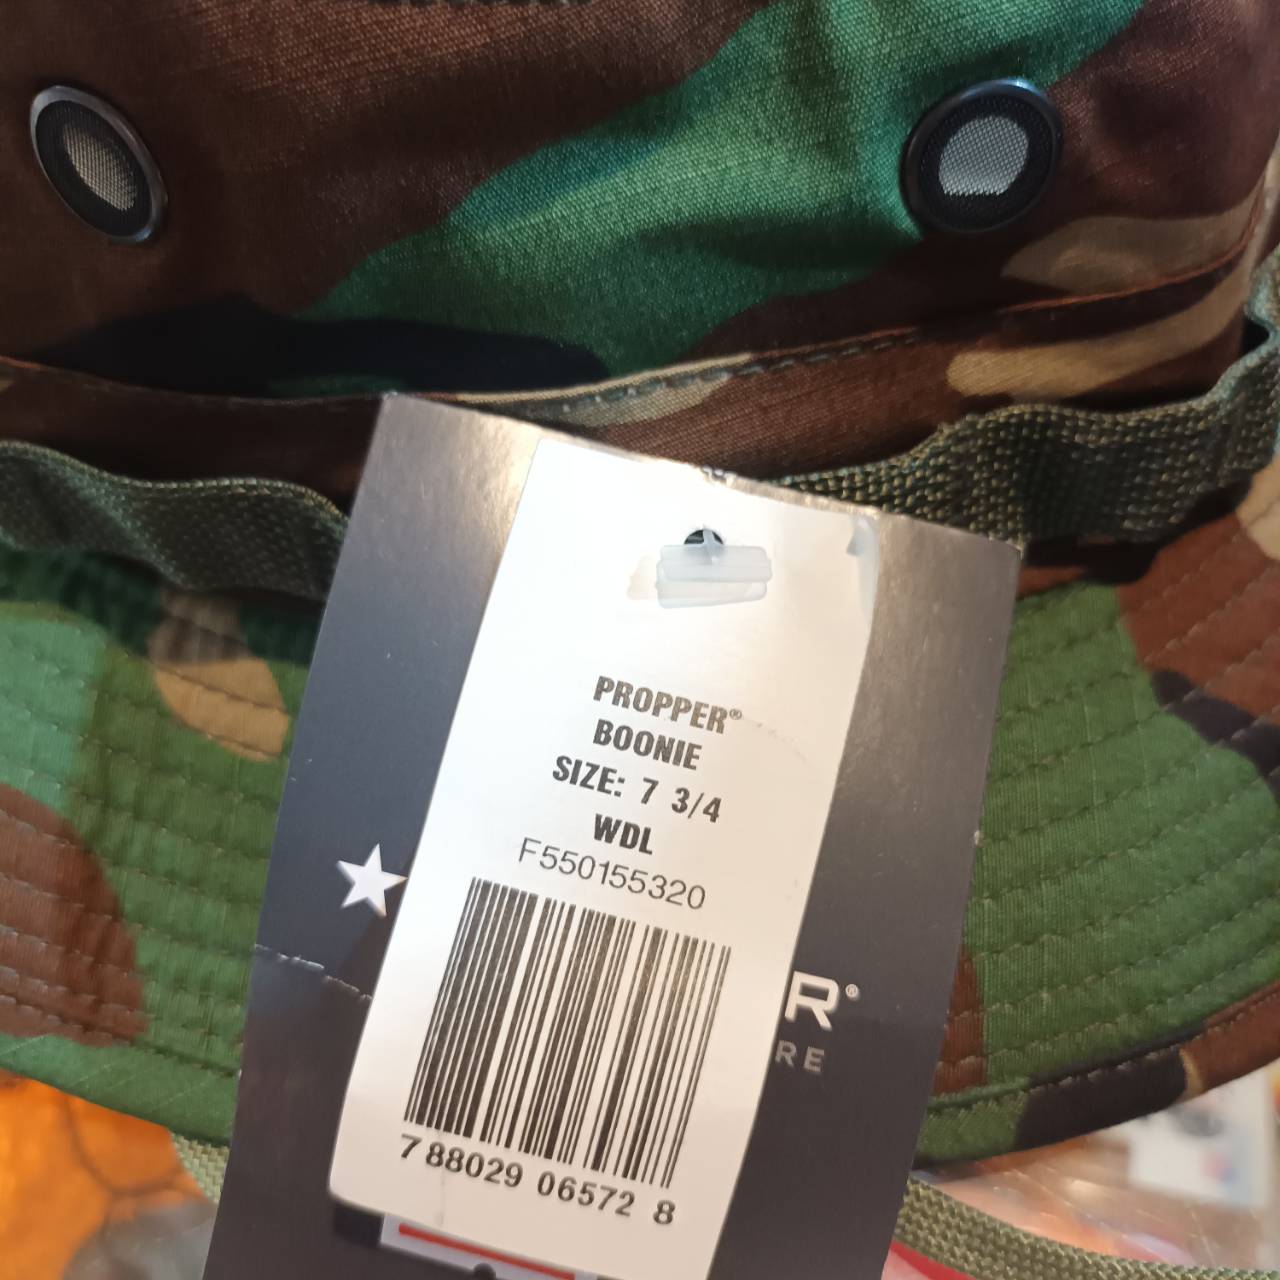 PROPPER®
BOONIE
SIZE: 7 3/4
WDL
F550155320
R®
RE
7 88029 06572 8